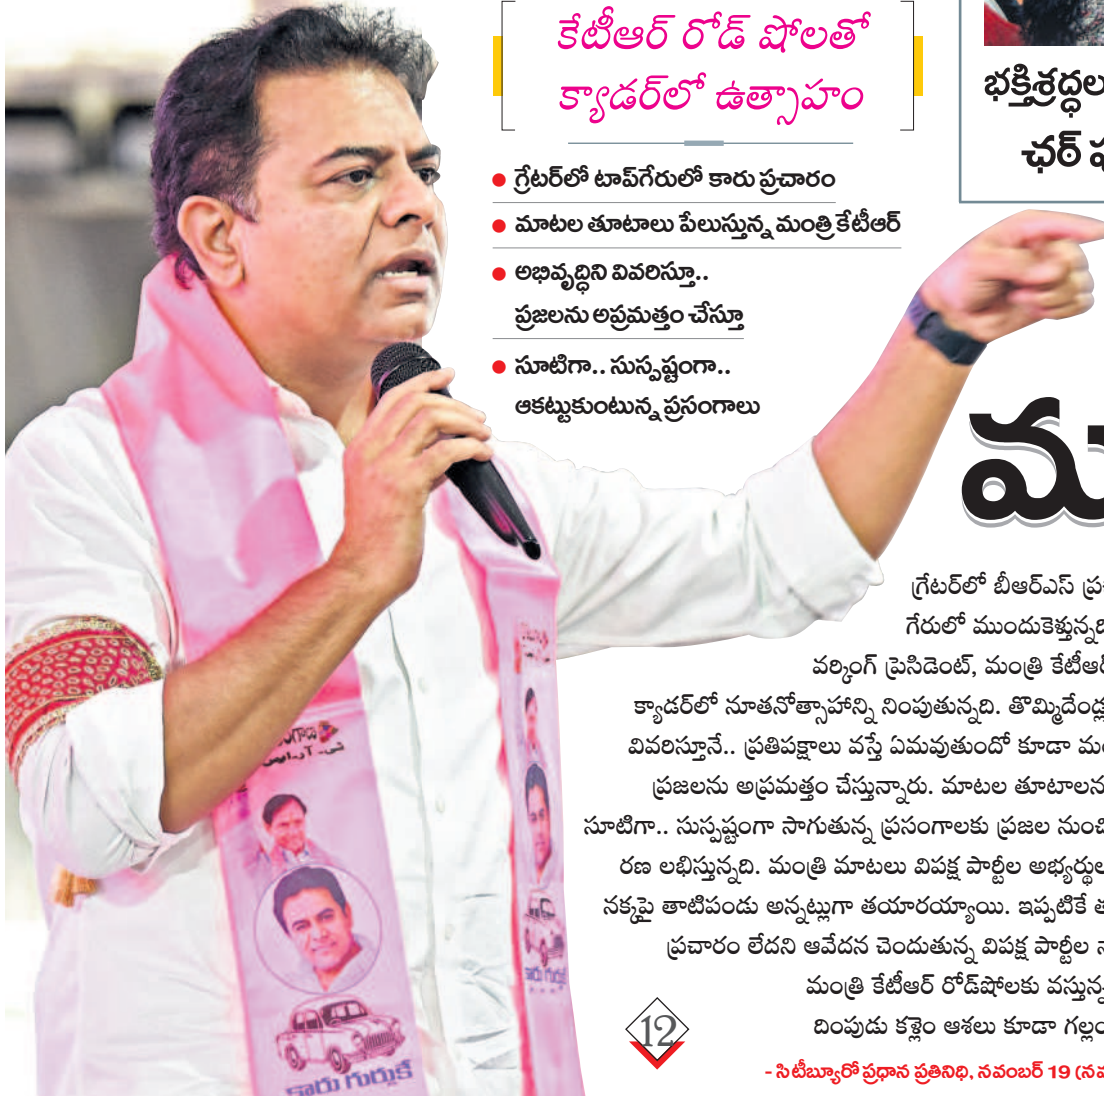 కేటీఆర్ రోడ్ షోలతో
క్యాడర్‌లో ఉత్సాహం
● గ్రేటర్‌లో టాప్‌గేరులో కారు ప్రచారం
● మాటల తూటాలు పేలుస్తున్న మంత్రి కేటీఆర్
● అభివృద్ధిని వివరిస్తూ..
ప్రజలను అప్రమత్తం చేస్తూ
● సూటిగా.. సుస్పష్టంగా..
ఆకట్టుకుంటున్న ప్రసంగాలు
భక్తిశ్రద్ధల
ఛఠ్
మ
గ్రేటర్‌లో బీఆర్ఎస్
గేరులో ముందుకెళ్తున్నది
వర్కింగ్ ప్రెసిడెంట్, మంత్రి కేటీఆర్
క్యాడర్‌లో నూతనోత్సాహాన్ని నింపుతున్నది. తొమ్మిదేండ్ల
వివరిస్తూనే.. ప్రతిపక్షాలు వస్తే ఏమవుతుందో కూడా
ప్రజలను అప్రమత్తం చేస్తున్నారు. మాటల తూటాలను
సూటిగా.. సుస్పష్టంగా సాగుతున్న ప్రసంగాలకు ప్రజల నుంచి
రణ లభిస్తున్నది. మంత్రి మాటలు విపక్ష పార్టీల అభ్యర్థుల
నక్కపై తాటిపండు అన్నట్లుగా తయారయ్యాయి. ఇప్పటికే
ప్రచారం లేదని ఆవేదన చెందుతున్న విపక్ష పార్టీల
మంత్రి కేటీఆర్ రోడ్‌షోలకు వస్తున్న
దింపుడు కళ్లెం ఆశలు కూడా
- సిటీబ్యూరో ప్రధాన ప్రతినిధి, నవంబర్ 19 (నమ
12
కారు గుర్తుకే